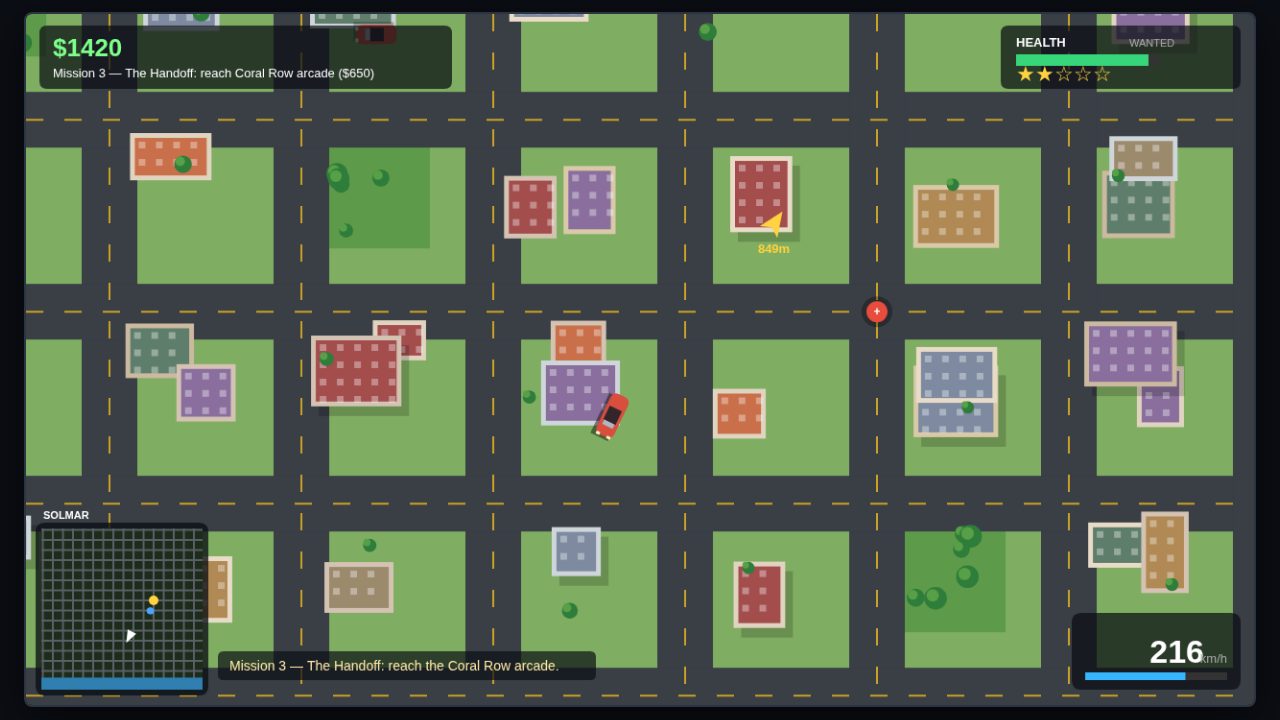 $1420
Mission 3 — The Handoff: reach Coral Row arcade ($650)
HEALTH
WANTED
★★☆☆☆
849m
+
SOLMAR
Mission 3 — The Handoff: reach the Coral Row arcade.
216 km/h